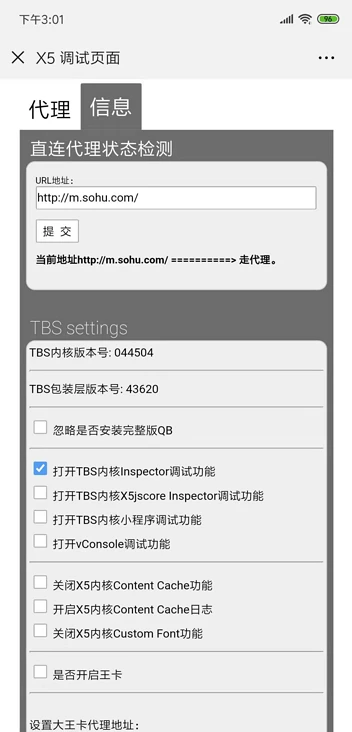 下午3:01
96
X5 调试页面
代理
信息
直连代理状态检测
URL地址:
http://m.sohu.com/
提 交
当前地址http://m.sohu.com/ ==========> 走代理。
TBS settings
TBS内核版本号: 044504
TBS包装层版本号: 43620
忽略是否安装完整版QB
打开TBS内核Inspector调试功能
打开TBS内核X5jscore Inspector调试功能
打开TBS内核小程序调试功能
打开vConsole调试功能
关闭X5内核Content Cache功能
开启X5内核Content Cache日志
关闭X5内核Custom Font功能
是否开启王卡
设置大王卡代理地址: